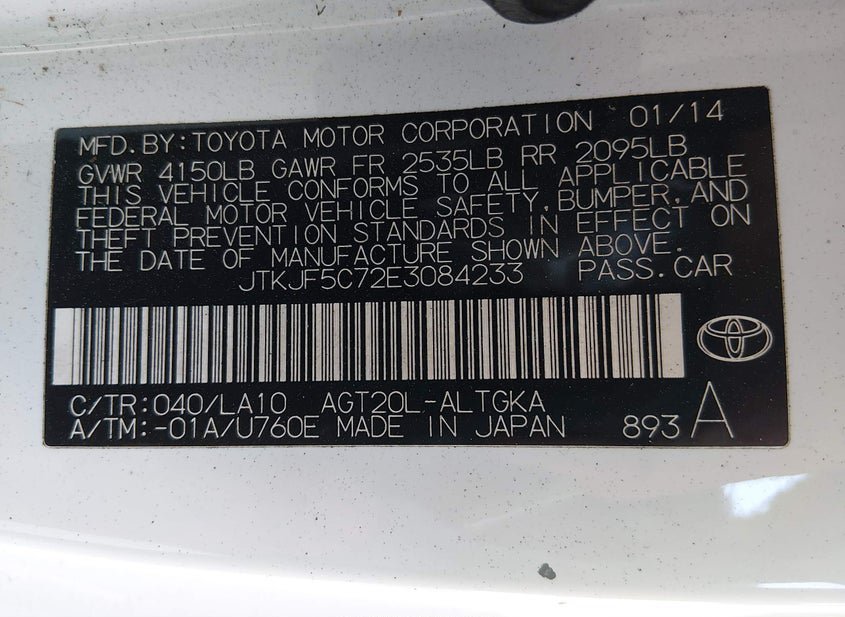 MFD. BY: TOYOTA MOTOR CORPORATION 01/14
GVWR 4150LB GAWR FR 2535LB RR 2095LB
THIS VEHICLE CONFORMS TO ALL APPLICABLE
FEDERAL MOTOR VEHICLE SAFETY, BUMPER, AND
THEFT PREVENTION STANDARDS IN EFFECT ON
THE DATE OF MANUFACTURE SHOWN ABOVE.
JTKJF5C72E3084233 PASS. CAR
C/TR: 040/LA10 AGT20L-ALTGKA
A/TM: -01A/U760E MADE IN JAPAN 893 A